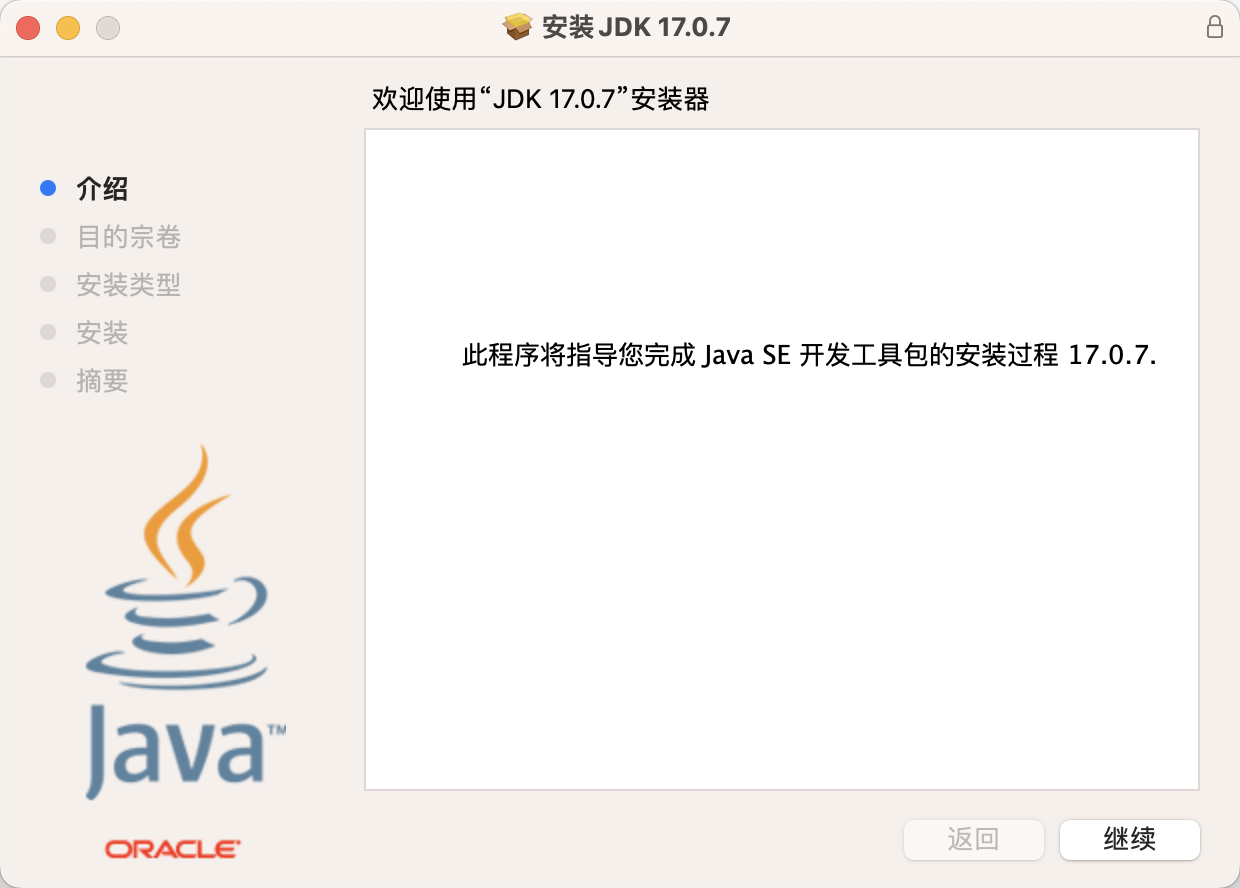 安装 JDK 17.0.7
欢迎使用“JDK 17.0.7”安装器
介绍
目的宗卷
安装类型
安装
摘要
此程序将指导您完成 Java SE 开发工具包的安装过程 17.0.7.
Java™
ORACLE
返回
继续